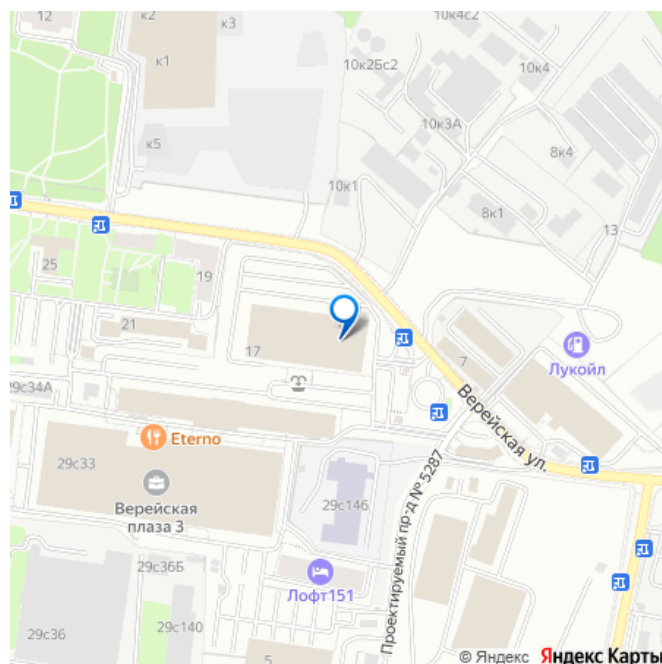 12
к2
к3
10к4с2
к1
10к2Бс2
10к4
10к3А
к5
8к4
10к1
8к1
13
25
19
21
17
7
Лукойл
29с34А
Верейская ул.
Eterno
29с33
Верейская
плаза 3
Проектируемый пр-д № 5287
29с146
29с36Б
Лофт151
29с36
29с140
5
© Яндекс Яндекс Карты